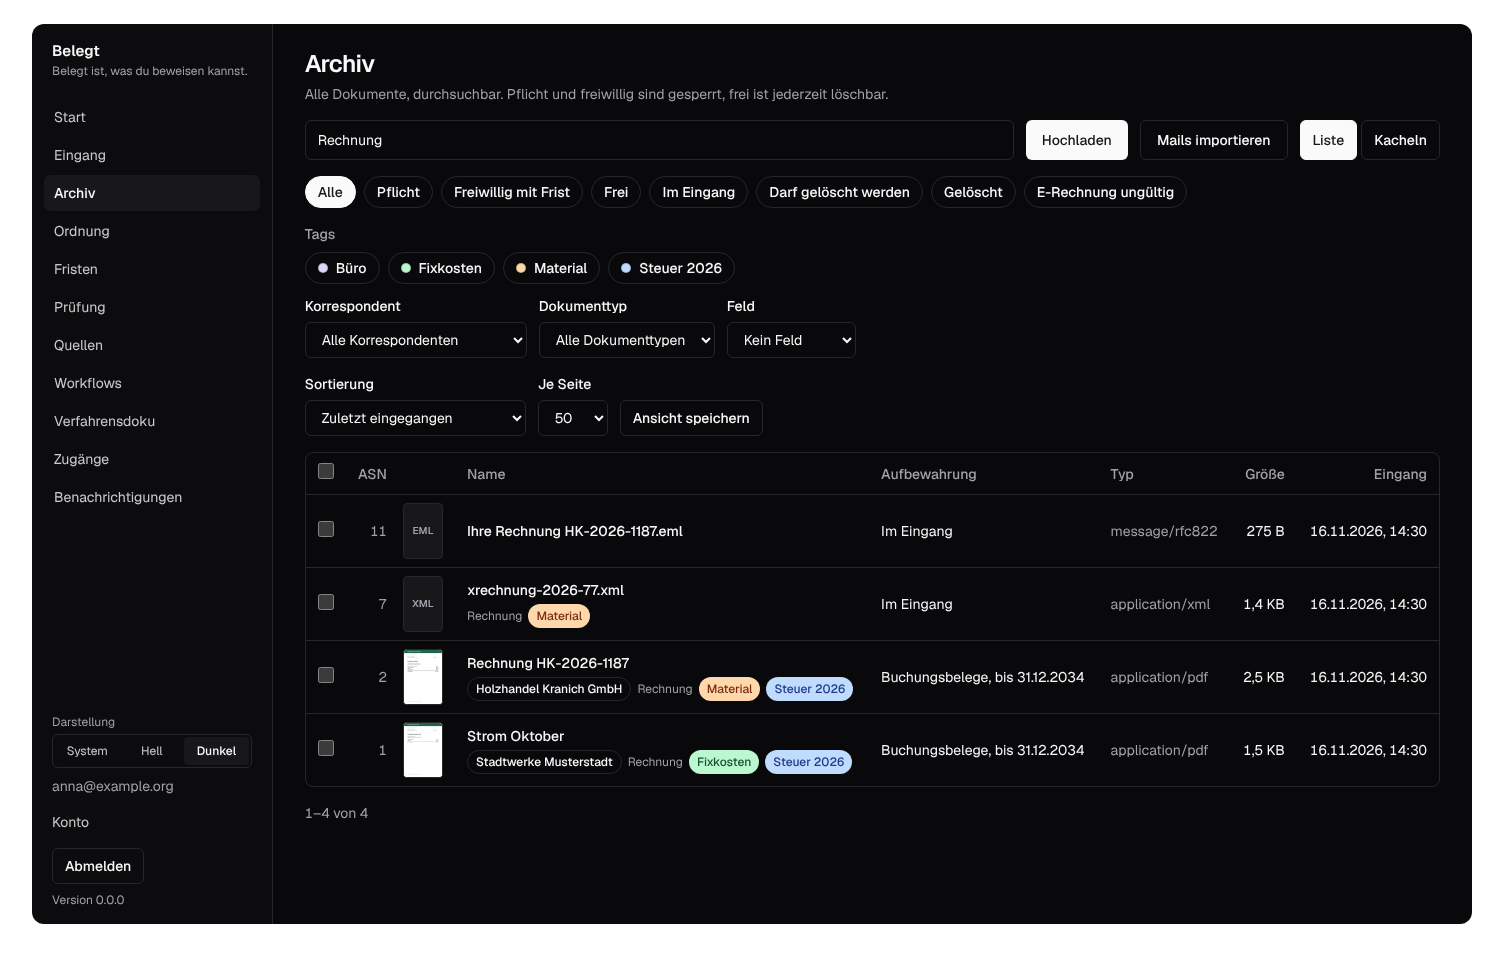 Belegt
Belegt ist, was du beweisen kannst.
Start
Eingang
Archiv
Ordnung
Fristen
Prüfung
Quellen
Workflows
Verfahrensdoku
Zugänge
Benachrichtigungen
Darstellung
System Hell Dunkel
anna@example.org
Konto
Abmelden
Version 0.0.0
Archiv
Alle Dokumente, durchsuchbar. Pflicht und freiwillig sind gesperrt, frei ist jederzeit löschbar.
Rechnung Hochladen Mails importieren Liste Kacheln
Alle Pflicht Freiwillig mit Frist Frei Im Eingang Darf gelöscht werden Gelöscht E-Rechnung ungültig
Tags
Büro Fixkosten Material Steuer 2026
Korrespondent Dokumenttyp Feld
Alle Korrespondenten Alle Dokumenttypen Kein Feld
Sortierung Je Seite
Zuletzt eingegangen 50 Ansicht speichern
ASN Name Aufbewahrung Typ Größe Eingang
11 EML Ihre Rechnung HK-2026-1187.eml Im Eingang message/rfc822 275 B 16.11.2026, 14:30
7 XML xrechnung-2026-77.xml Im Eingang application/xml 1,4 KB 16.11.2026, 14:30
Rechnung Material
2 Rechnung HK-2026-1187 Buchungsbelege, bis 31.12.2034 application/pdf 2,5 KB 16.11.2026, 14:30
Holzhandel Kranich GmbH Rechnung Material Steuer 2026
1 Strom Oktober Buchungsbelege, bis 31.12.2034 application/pdf 1,5 KB 16.11.2026, 14:30
Stadtwerke Musterstadt Rechnung Fixkosten Steuer 2026
1–4 von 4